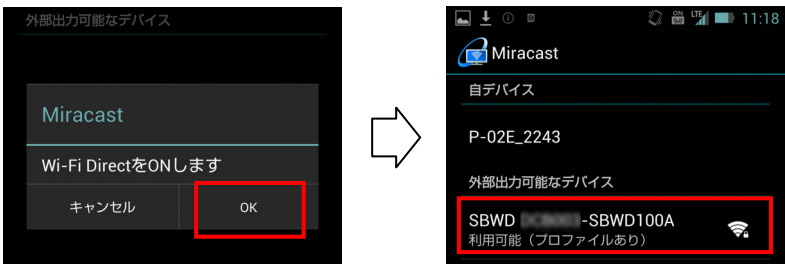 外部出力可能なデバイス
Miracast
Wi-Fi DirectをONします
キャンセル
OK
LTE 11:18
Miracast
自デバイス
P-02E_2243
外部出力可能なデバイス
SBWD -SBWD100A
利用可能（プロファイルあり）